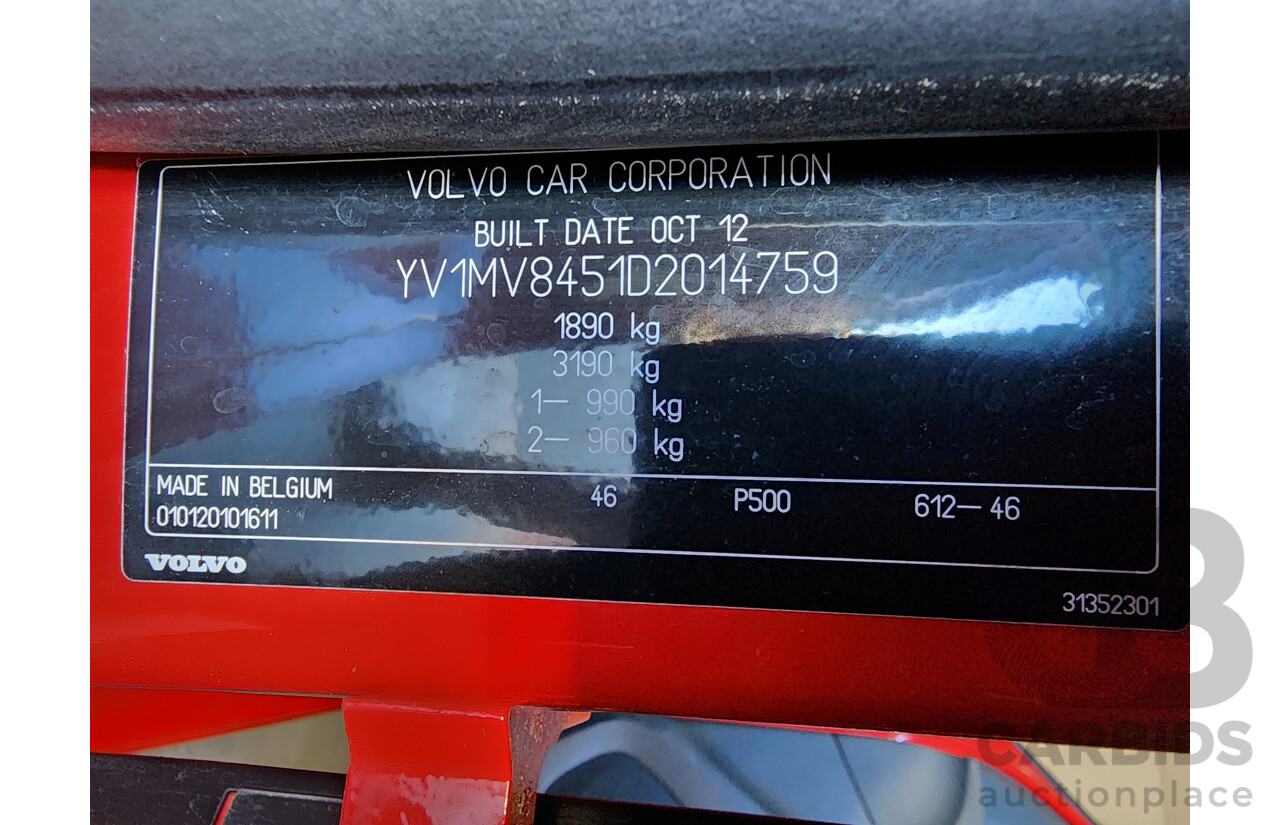 VOLVO CAR CORPORATION
BUILT DATE OCT 12
YV1MV8451D2014759
1890 kg
3190 kg
1— 990 kg
2— 960 kg
MADE IN BELGIUM 46 P500 612—46
010120101611
VOLVO
31352301
CARBIDS
auctionplace